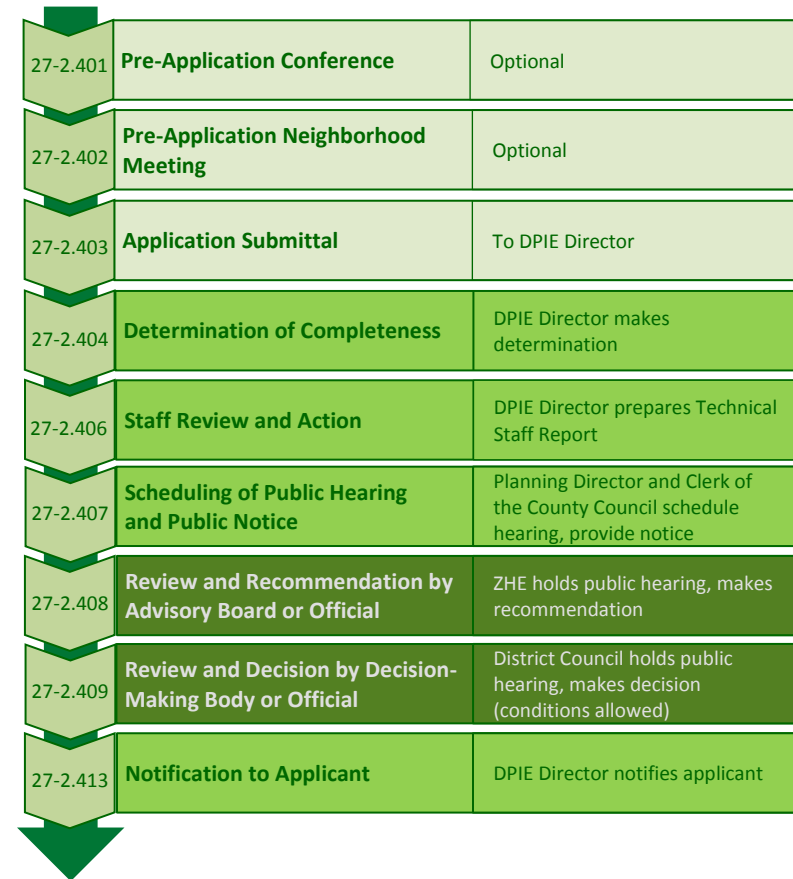 27-2.401
Pre-Application Conference
Optional
27-2.402
Pre-Application Neighborhood
Meeting
Optional
27-2.403
Application Submittal
To DPIE Director
27-2.404
Determination of Completeness
DPIE Director makes
determination
27-2.406
Staff Review and Action
DPIE Director prepares Technical
Staff Report
27-2.407
Scheduling of Public Hearing
and Public Notice
Planning Director and Clerk of
the County Council schedule
hearing, provide notice
27-2.408
Review and Recommendation by
Advisory Board or Official
ZHE holds public hearing, makes
recommendation
27-2.409
Review and Decision by Decision-
Making Body or Official
District Council holds public
hearing, makes decision
(conditions allowed)
27-2.413
Notification to Applicant
DPIE Director notifies applicant